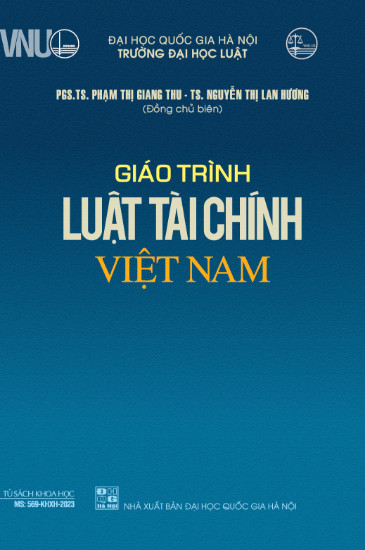 VNU
ĐẠI HỌC QUỐC GIA HÀ NỘI
TRƯỜNG ĐẠI HỌC LUẬT
PGS.TS. PHẠM THỊ GIANG THU - TS. NGUYỄN THỊ LAN HƯƠNG
(Đồng chủ biên)
GIÁO TRÌNH
LUẬT TÀI CHÍNH
VIỆT NAM
TỦ SÁCH KHOA HỌC
MS: 569-KHXH-2023
NHÀ XUẤT BẢN ĐẠI HỌC QUỐC GIA HÀ NỘI